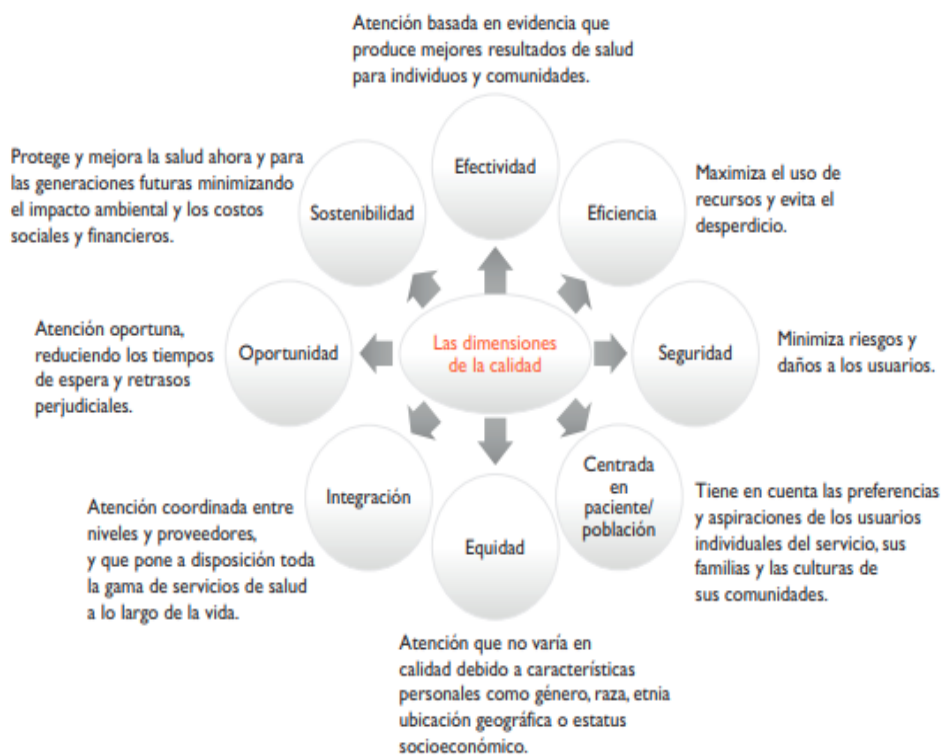 Atención basada en evidencia que
produce mejores resultados de salud
para individuos y comunidades.
Efectividad
Protege y mejora la salud ahora y para
las generaciones futuras minimizando
el impacto ambiental y los costos
sociales y financieros.
Sostenibilidad
Eficiencia
Maximiza el uso de
recursos y evita el
desperdicio.
Atención oportuna,
reduciendo los tiempos
de espera y retrasos
perjudiciales.
Oportunidad
Las dimensiones
de la calidad
Seguridad
Minimiza riesgos y
daños a los usuarios.
Atención coordinada entre
niveles y proveedores,
y que pone a disposición toda
la gama de servicios de salud
a lo largo de la vida.
Integración
Equidad
Centrada
en
paciente/
población
Tiene en cuenta las preferencias
y aspiraciones de los usuarios
individuales del servicio, sus
familias y las culturas de
sus comunidades.
Atención que no varía en
calidad debido a características
personales como género, raza, etnia
ubicación geográfica o estatus
socioeconómico.